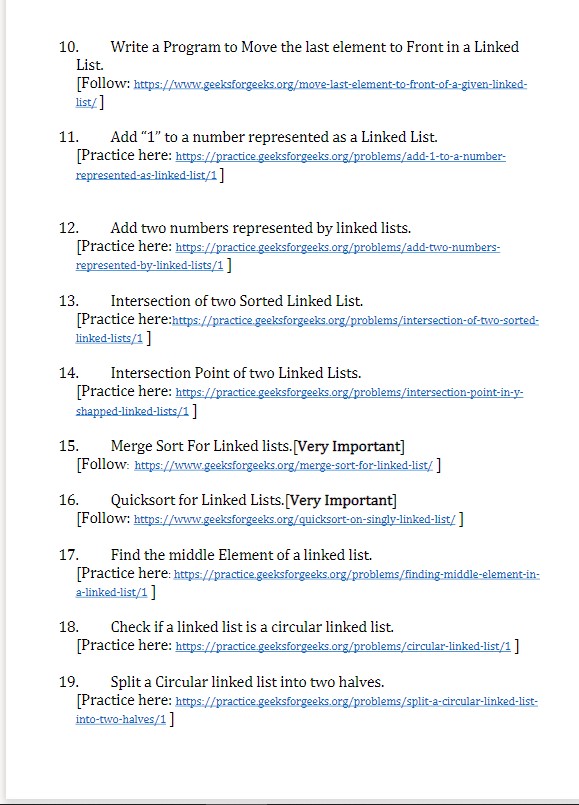 10. Write a Program to Move the last element to Front in a Linked
List.
[Follow: https://www.geeksforgeeks.org/move-last-element-to-front-of-a-given-linked-
list/ ]
11. Add “1” to a number represented as a Linked List.
[Practice here: https://practice.geeksforgeeks.org/problems/add-1-to-a-number-
represented-as-linked-list/1 ]
12. Add two numbers represented by linked lists.
[Practice here: https://practice.geeksforgeeks.org/problems/add-two-numbers-
represented-by-linked-lists/1 ]
13. Intersection of two Sorted Linked List.
[Practice here:https://practice.geeksforgeeks.org/problems/intersection-of-two-sorted-
linked-lists/1 ]
14. Intersection Point of two Linked Lists.
[Practice here: https://practice.geeksforgeeks.org/problems/intersection-point-in-y-
shapped-linked-lists/1 ]
15. Merge Sort For Linked lists.[Very Important]
[Follow: https://www.geeksforgeeks.org/merge-sort-for-linked-list/ ]
16. Quicksort for Linked Lists.[Very Important]
[Follow: https://www.geeksforgeeks.org/quicksort-on-singly-linked-list/ ]
17. Find the middle Element of a linked list.
[Practice here: https://practice.geeksforgeeks.org/problems/finding-middle-element-in-
a-linked-list/1 ]
18. Check if a linked list is a circular linked list.
[Practice here: https://practice.geeksforgeeks.org/problems/circular-linked-list/1 ]
19. Split a Circular linked list into two halves.
[Practice here: https://practice.geeksforgeeks.org/problems/split-a-circular-linked-list-
into-two-halves/1 ]